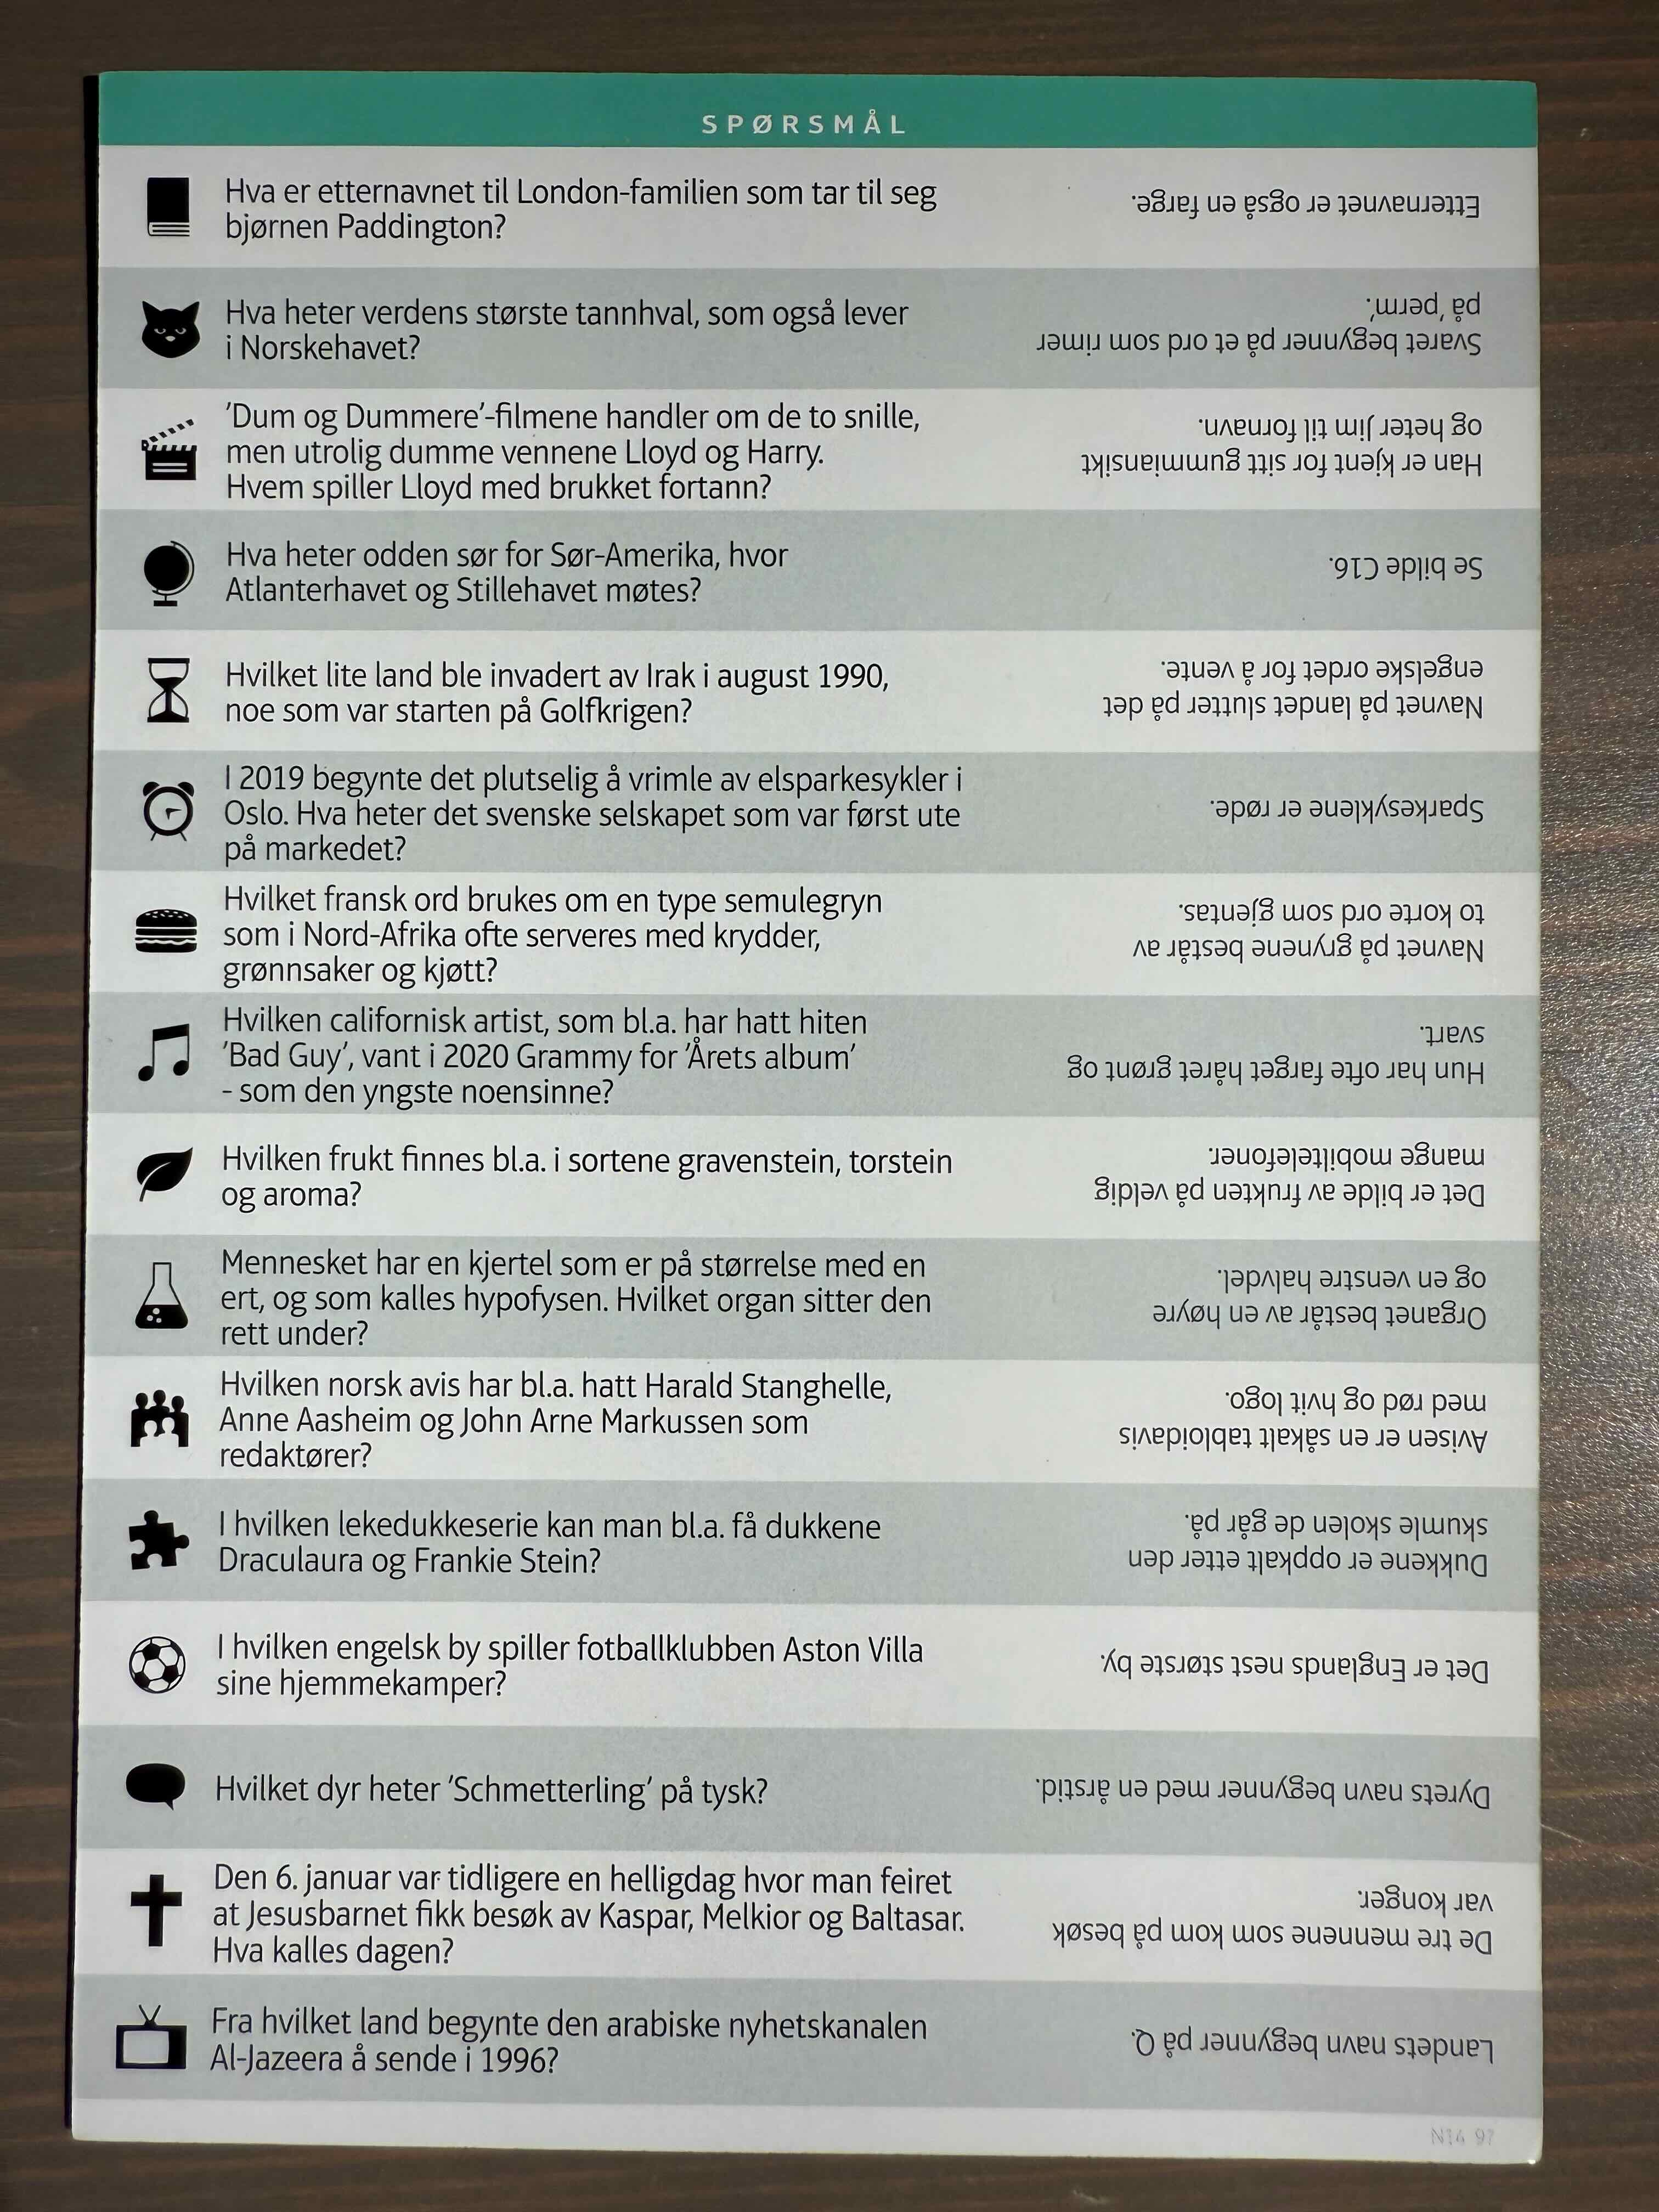 SPØRSMÅL
Hva er etternavnet til London-familien som tar til seg
bjørnen Paddington?
Etternavnet er også en farge.
Hva heter verdens største tannhval, som også lever
i Norskehavet?
Svaret begynner på et ord som rimer
på 'perm'.
'Dum og Dummere'-filmene handler om de to snille,
men utrolig dumme vennene Lloyd og Harry.
Hvem spiller Lloyd med brukket fortann?
Han er kjent for sitt gummiansikt
og heter Jim til fornavn.
Hva heter odden sør for Sør-Amerika, hvor
Atlanterhavet og Stillehavet møtes?
Se bilde C16.
Hvilket lite land ble invadert av Irak i august 1990,
noe som var starten på Golfkrigen?
Navnet på landet slutter på det
engelske ordet for å vente.
I 2019 begynte det plutselig å vrimle av elsparkesykler i
Oslo. Hva heter det svenske selskapet som var først ute
på markedet?
Sparkesyklene er røde.
Hvilket fransk ord brukes om en type semulegryn
som i Nord-Afrika ofte serveres med krydder,
grønnsaker og kjøtt?
Navnet på grynene består av
to korte ord som gjentas.
Hvilken californisk artist, som bl.a. har hatt hiten
'Bad Guy', vant i 2020 Grammy for 'Årets album'
- som den yngste noensinne?
Hun har ofte farget håret grønt og
svart.
Hvilken frukt finnes bl.a. i sortene gravenstein, torstein
og aroma?
Det er bilde av frukten på veldig
mange mobiltelefoner.
Mennesket har en kjertel som er på størrelse med en
ert, og som kalles hypofysen. Hvilket organ sitter den
rett under?
Organet består av en høyre
og en venstre halvdel.
Hvilken norsk avis har bl.a. hatt Harald Stanghelle,
Anne Aasheim og John Arne Markussen som
redaktører?
Avisen er en såkalt tabloidavis
med rød og hvit logo.
I hvilken lekedukkeserie kan man bl.a. få dukkene
Draculaura og Frankie Stein?
Dukkene er oppkalt etter den
skumle skolen de går på.
I hvilken engelsk by spiller fotballklubben Aston Villa
sine hjemmekamper?
Det er Englands nest største by.
Hvilket dyr heter 'Schmetterling' på tysk?
Dyrets navn begynner med en årstid.
Den 6. januar var tidligere en helligdag hvor man feiret
at Jesusbarnet fikk besøk av Kaspar, Melkior og Baltasar.
Hva kalles dagen?
De tre mennene som kom på besøk
var konger.
Fra hvilket land begynte den arabiske nyhetskanalen
Al-Jazeera å sende i 1996?
Landets navn begynner på Q.
N14 97